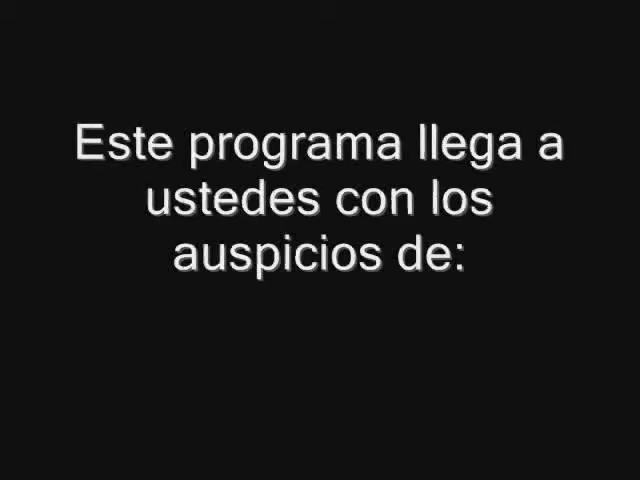 Este programa llega a
ustedes con los
auspicios de: